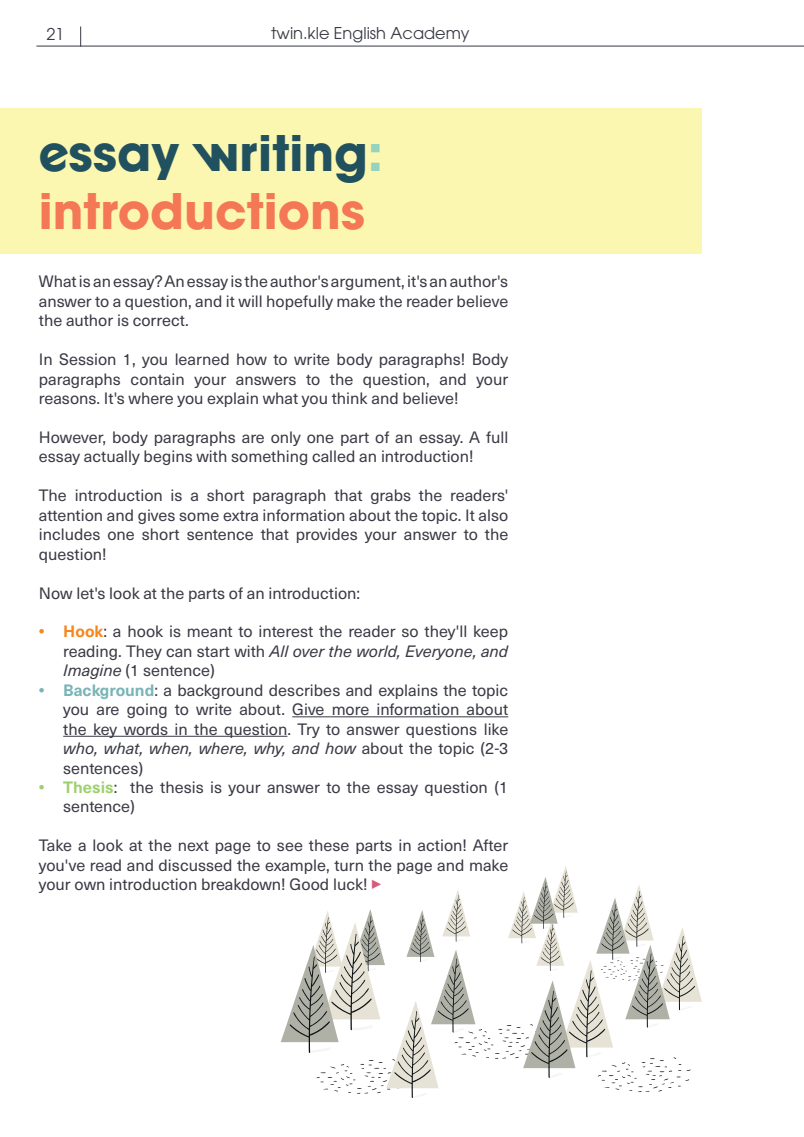 21
twin.kle English Academy
essay writing:
introductions
What is an essay? An essay is the author's argument, it's an author's
answer to a question, and it will hopefully make the reader believe
the author is correct.
In Session 1, you learned how to write body paragraphs! Body
paragraphs contain your answers to the question, and your
reasons. It's where you explain what you think and believe!
However, body paragraphs are only one part of an essay. A full
essay actually begins with something called an introduction!
The introduction is a short paragraph that grabs the readers'
attention and gives some extra information about the topic. It also
includes one short sentence that provides your answer to the
question!
Now let's look at the parts of an introduction:
• Hook: a hook is meant to interest the reader so they'll keep
reading. They can start with All over the world, Everyone, and
Imagine (1 sentence)
• Background: a background describes and explains the topic
you are going to write about. Give more information about
the key words in the question. Try to answer questions like
who, what, when, where, why, and how about the topic (2-3
sentences)
• Thesis: the thesis is your answer to the essay question (1
sentence)
Take a look at the next page to see these parts in action! After
you've read and discussed the example, turn the page and make
your own introduction breakdown! Good luck! ▶